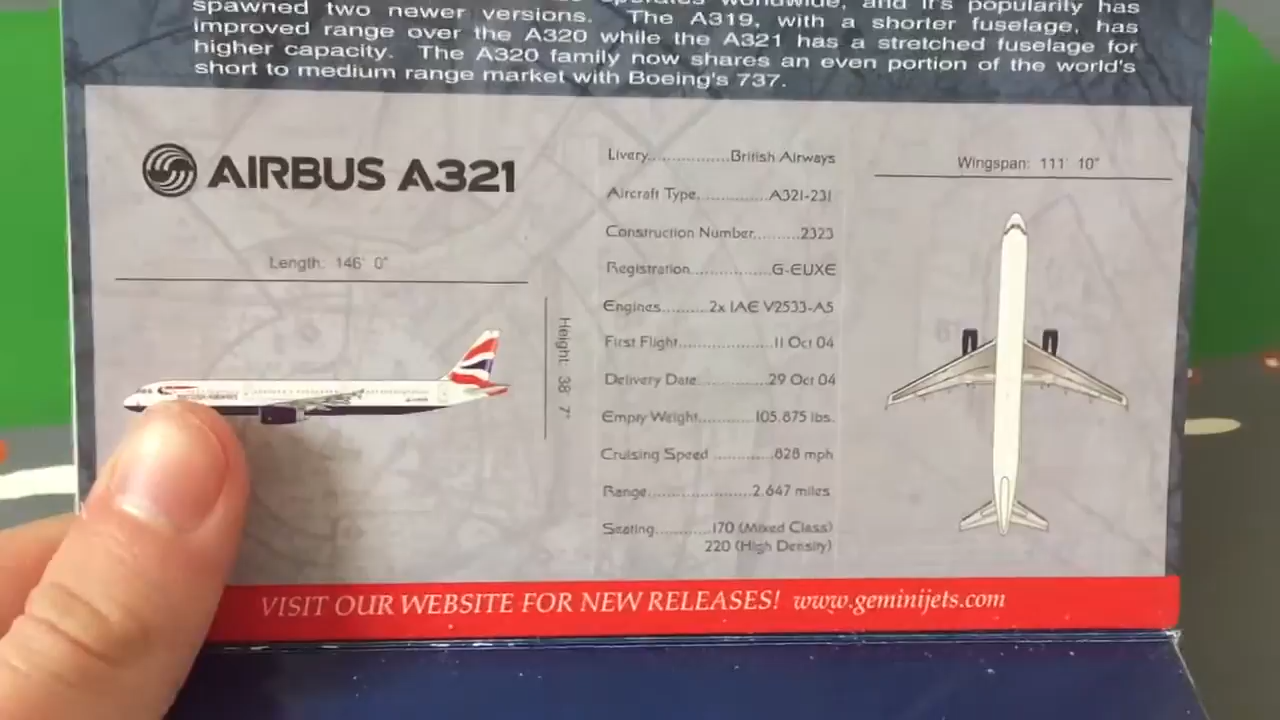 worldwide, and it's popularity has
spawned two newer versions. The A319, with a shorter fuselage, has
improved range over the A320 while the A321 has a stretched fuselage for
higher capacity. The A320 family now shares an even portion of the world's
short to medium range market with Boeing's 737.
AIRBUS A321
Length: 146' 0"
Height: 38' 7"
Livery...............British Airways
Aircraft Type.............A321-231
Construction Number.........2323
Registration...............G-EUXE
Engines.........2x IAE V2533-A5
First Flight..................11 Oct 04
Delivery Date.............29 Oct 04
Empty Weight...........105,875 lbs.
Cruising Speed ............828 mph
Range....................2,647 miles
Seating...........170 (Mixed Class)
220 (High Density)
Wingspan: 111' 10"
VISIT OUR WEBSITE FOR NEW RELEASES! www.geminijets.com